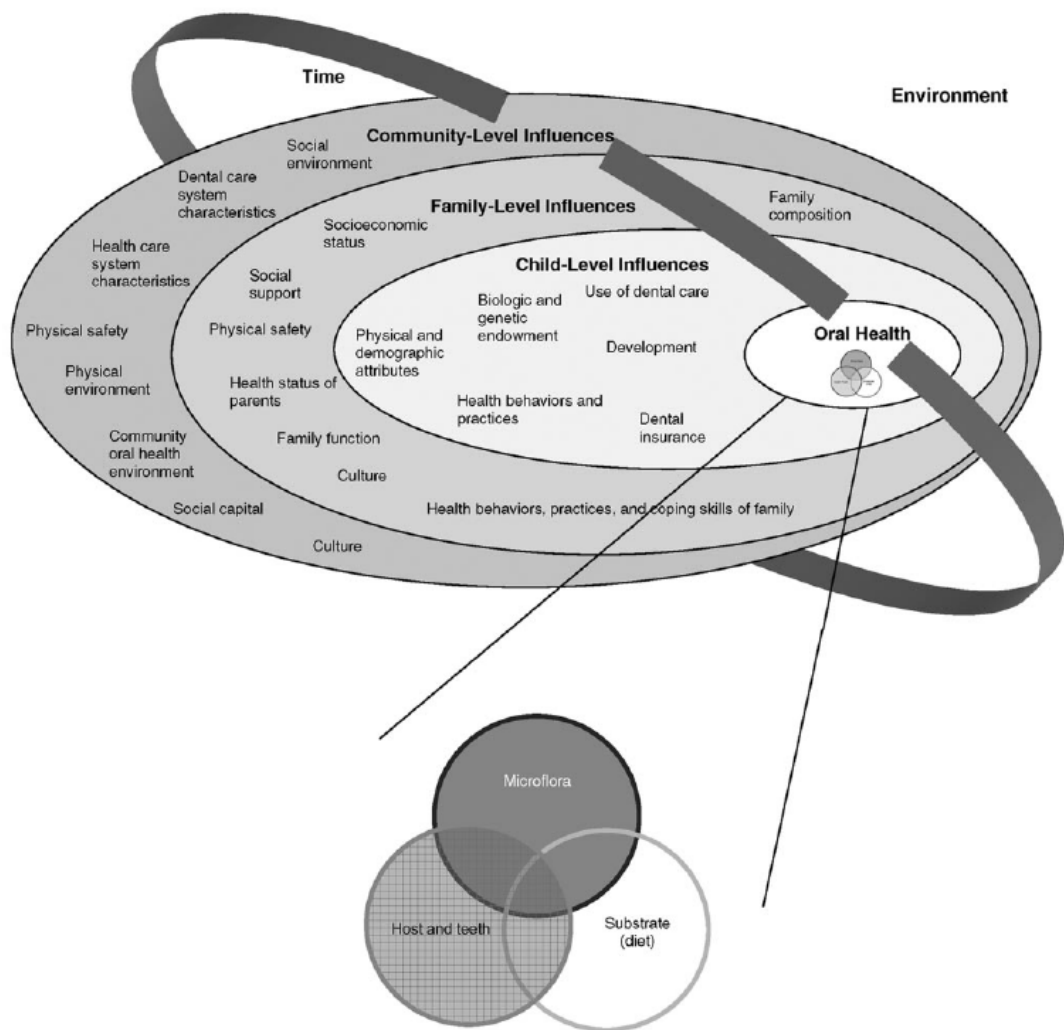 Time
Environment
Community-Level Influences
Social
environment
Dental care
system
characteristics
Family-Level Influences
Family
composition
Socioeconomic
status
Health care
system
characteristics
Child-Level Influences
Social
support
Use of dental care
Biologic and
genetic
endowment
Physical safety
Physical safety
Physical and
demographic
attributes
Development
Oral Health
Physical
environment
Health status of
parents
Health behaviors and
practices
Dental
insurance
Community
oral health
environment
Family function
Culture
Social capital
Health behaviors, practices, and coping skills of family
Culture
Microflora
Host and teeth
Substrate
(diet)